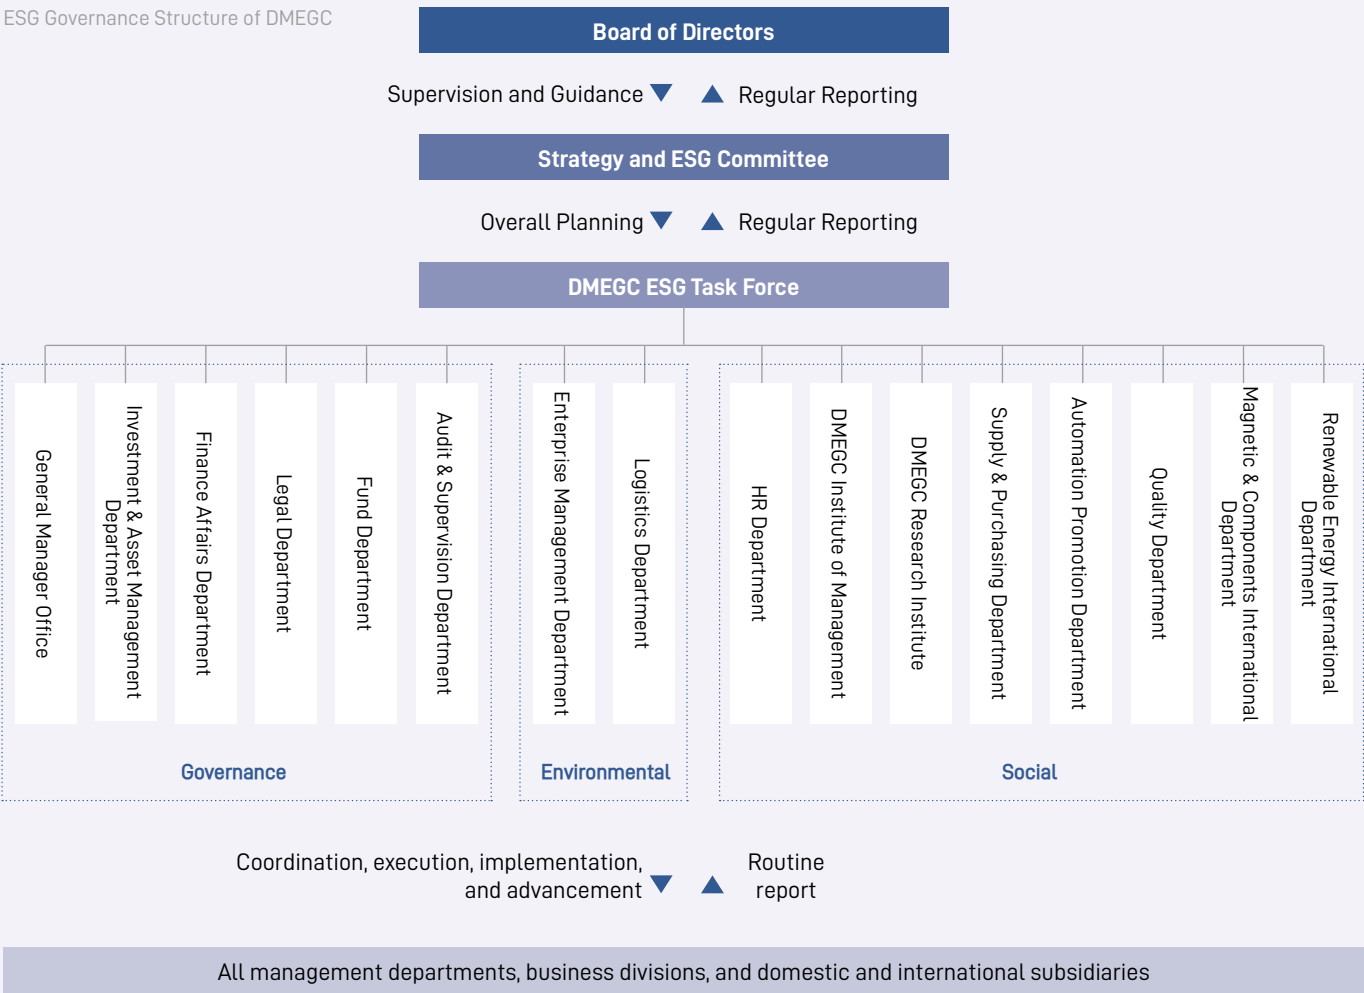 ESG Governance Structure of DMEGC
Board of Directors
Supervision and Guidance
Regular Reporting
Strategy and ESG Committee
Overall Planning
Regular Reporting
DMEGC ESG Task Force
General Manager Office
Investment & Asset Management
Department
Finance Affairs Department
Legal Department
Fund Department
Audit & Supervision Department
Governance
Enterprise Management Department
Logistics Department
Environmental
HR Department
DMEGC Institute of Management
DMEGC Research Institute
Supply & Purchasing Department
Automation Promotion Department
Quality Department
Magnetic & Components International
Department
Renewable Energy International
Department
Social
Coordination, execution, implementation,
and advancement
Routine
report
All management departments, business divisions, and domestic and international subsidiaries